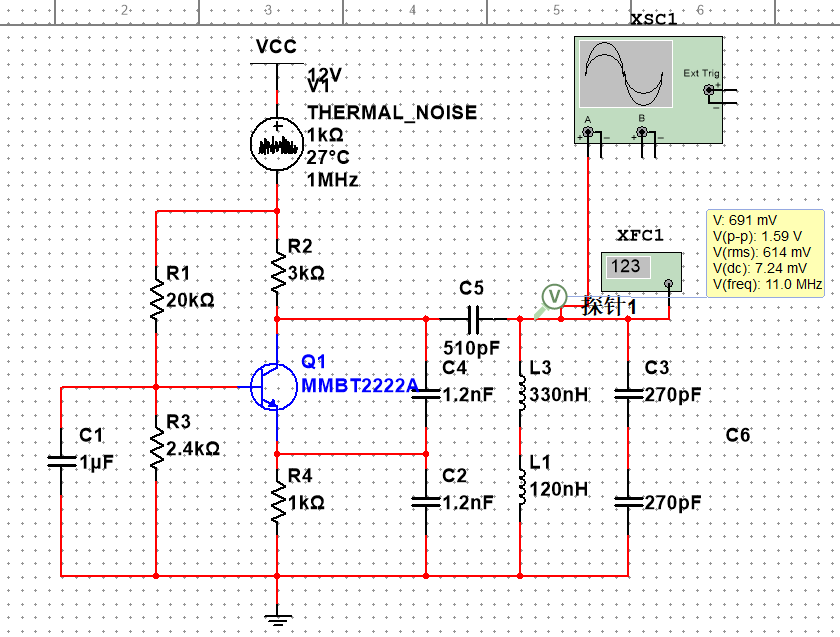 2
3
4
5
6
XSC1
VCC
12V
V1
THERMAL_NOISE
1kΩ
27°C
1MHz
Ext Trig
+
−
A
B
+
−
+
−
R1
20kΩ
R2
3kΩ
C5
510pF
XFC1
123
V
探针1
V: 691 mV
V(p-p): 1.59 V
V(rms): 614 mV
V(dc): 7.24 mV
V(freq): 11.0 MHz
Q1
MMBT2222A
C4
1.2nF
L3
330nH
C3
270pF
C1
1µF
R3
2.4kΩ
R4
1kΩ
C2
1.2nF
L1
120nH
C6
270pF